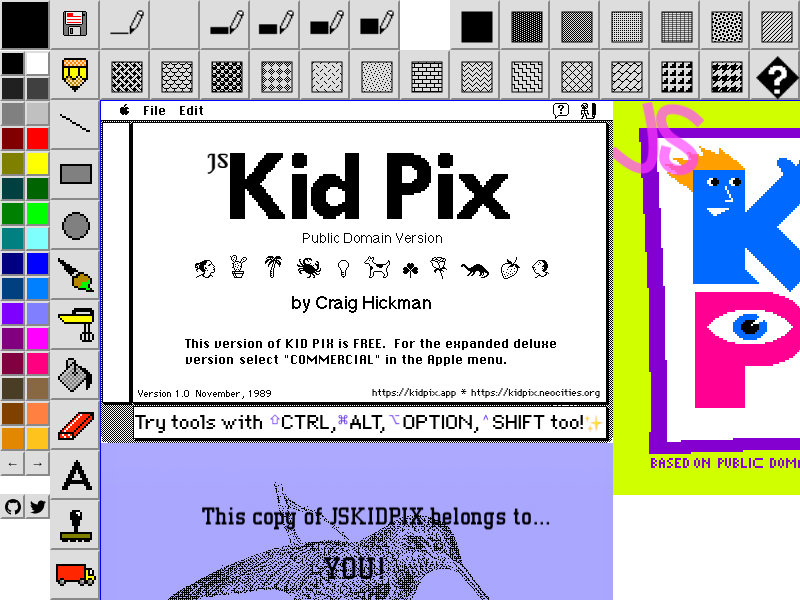 File Edit
JS
JS Kid Pix
Public Domain Version
by Craig Hickman
This version of KID PIX is FREE. For the expanded deluxe
version select "COMMERCIAL" in the Apple menu.
Version 1.0 November, 1989
https://kidpix.app * https://kidpix.neocities.org
Try tools with ⇧CTRL,⌘ALT,⌥OPTION,^SHIFT too!✨
BASED ON PUBLIC DOMA
This copy of JSKIDPIX belongs to...
YOU!
K
P
A
?